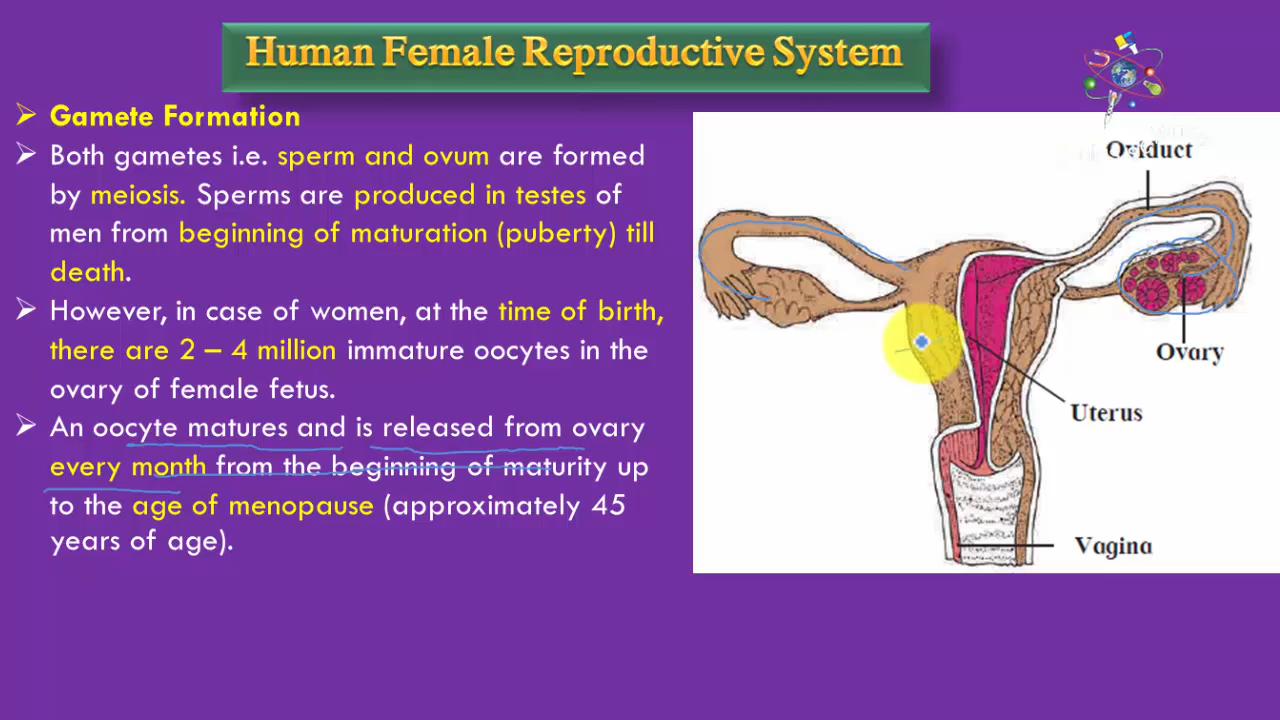 Human Female Reproductive System
Gamete Formation
Both gametes i.e. sperm and ovum are formed
by meiosis. Sperms are produced in testes of
men from beginning of maturation (puberty) till
death.
However, in case of women, at the time of birth,
there are 2 – 4 million immature oocytes in the
ovary of female fetus.
An oocyte matures and is released from ovary
every month from the beginning of maturity up
to the age of menopause (approximately 45
years of age).
Oviduct
Ovary
Uterus
Vagina